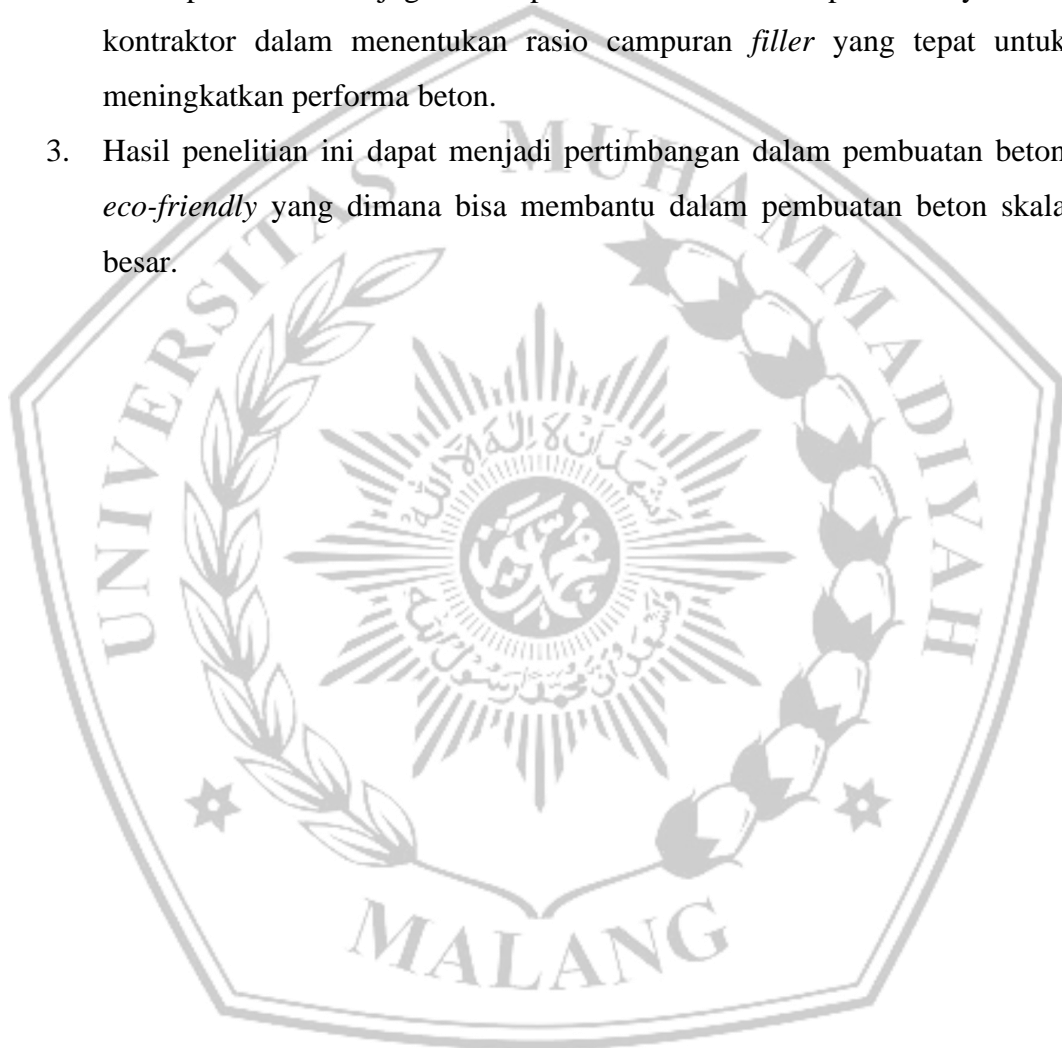 kontraktor dalam menentukan rasio campuran filler yang tepat untuk
meningkatkan performa beton.
3. Hasil penelitian ini dapat menjadi pertimbangan dalam pembuatan beton
eco-friendly yang dimana bisa membantu dalam pembuatan beton skala
besar.
UNIVERSITAS MUHAMMADIYAH
MALANG